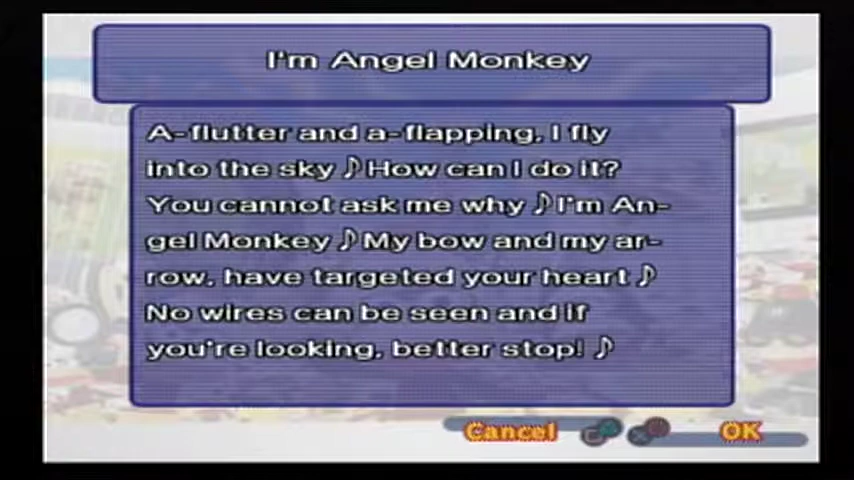 I'm Angel Monkey
A-flutter and a-flapping, I fly
into the sky ♪ How can I do it?
You cannot ask me why ♪ I'm An-
gel Monkey ♪ My bow and my ar-
row, have targeted your heart ♪
No wires can be seen and if
you're looking, better stop! ♪
Cancel OK